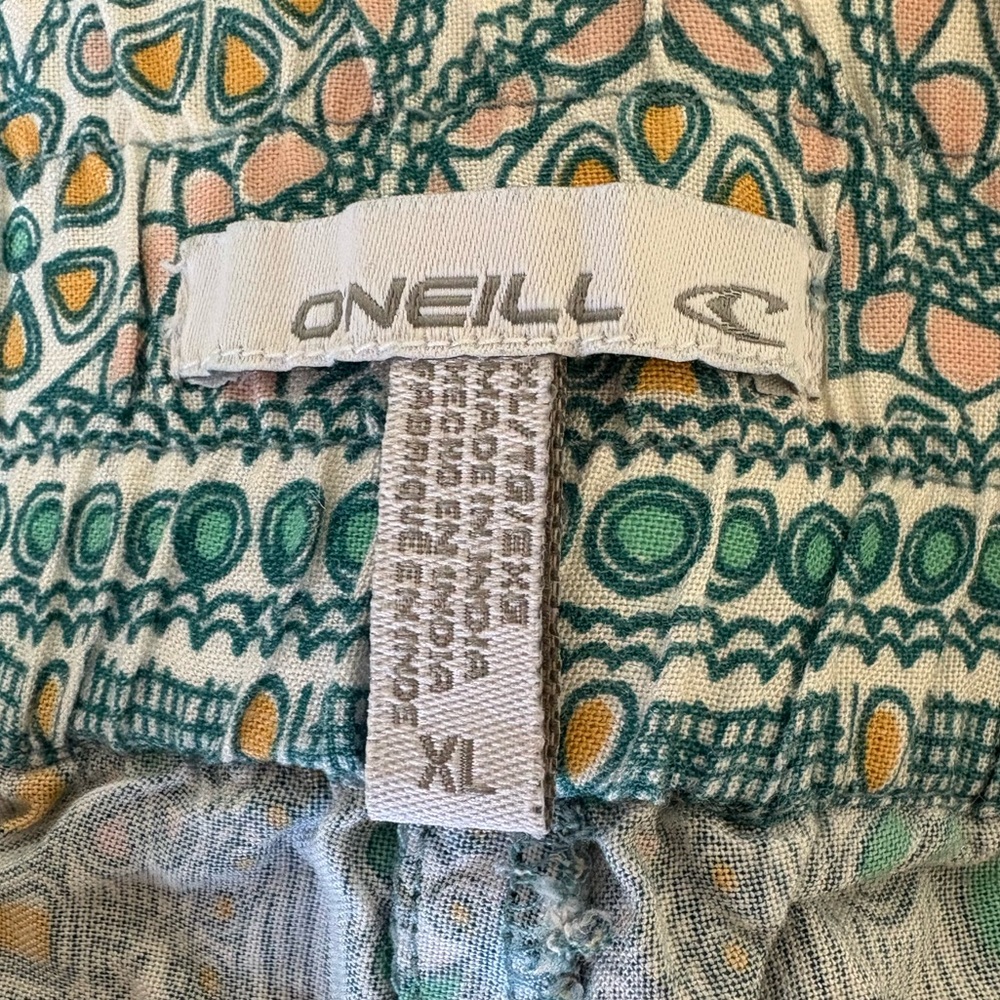 ONEILL
XL/TG/EXG
MADE IN INDIA
HECHO EN INDIA
FABRIQUÉ EN INDE
XL